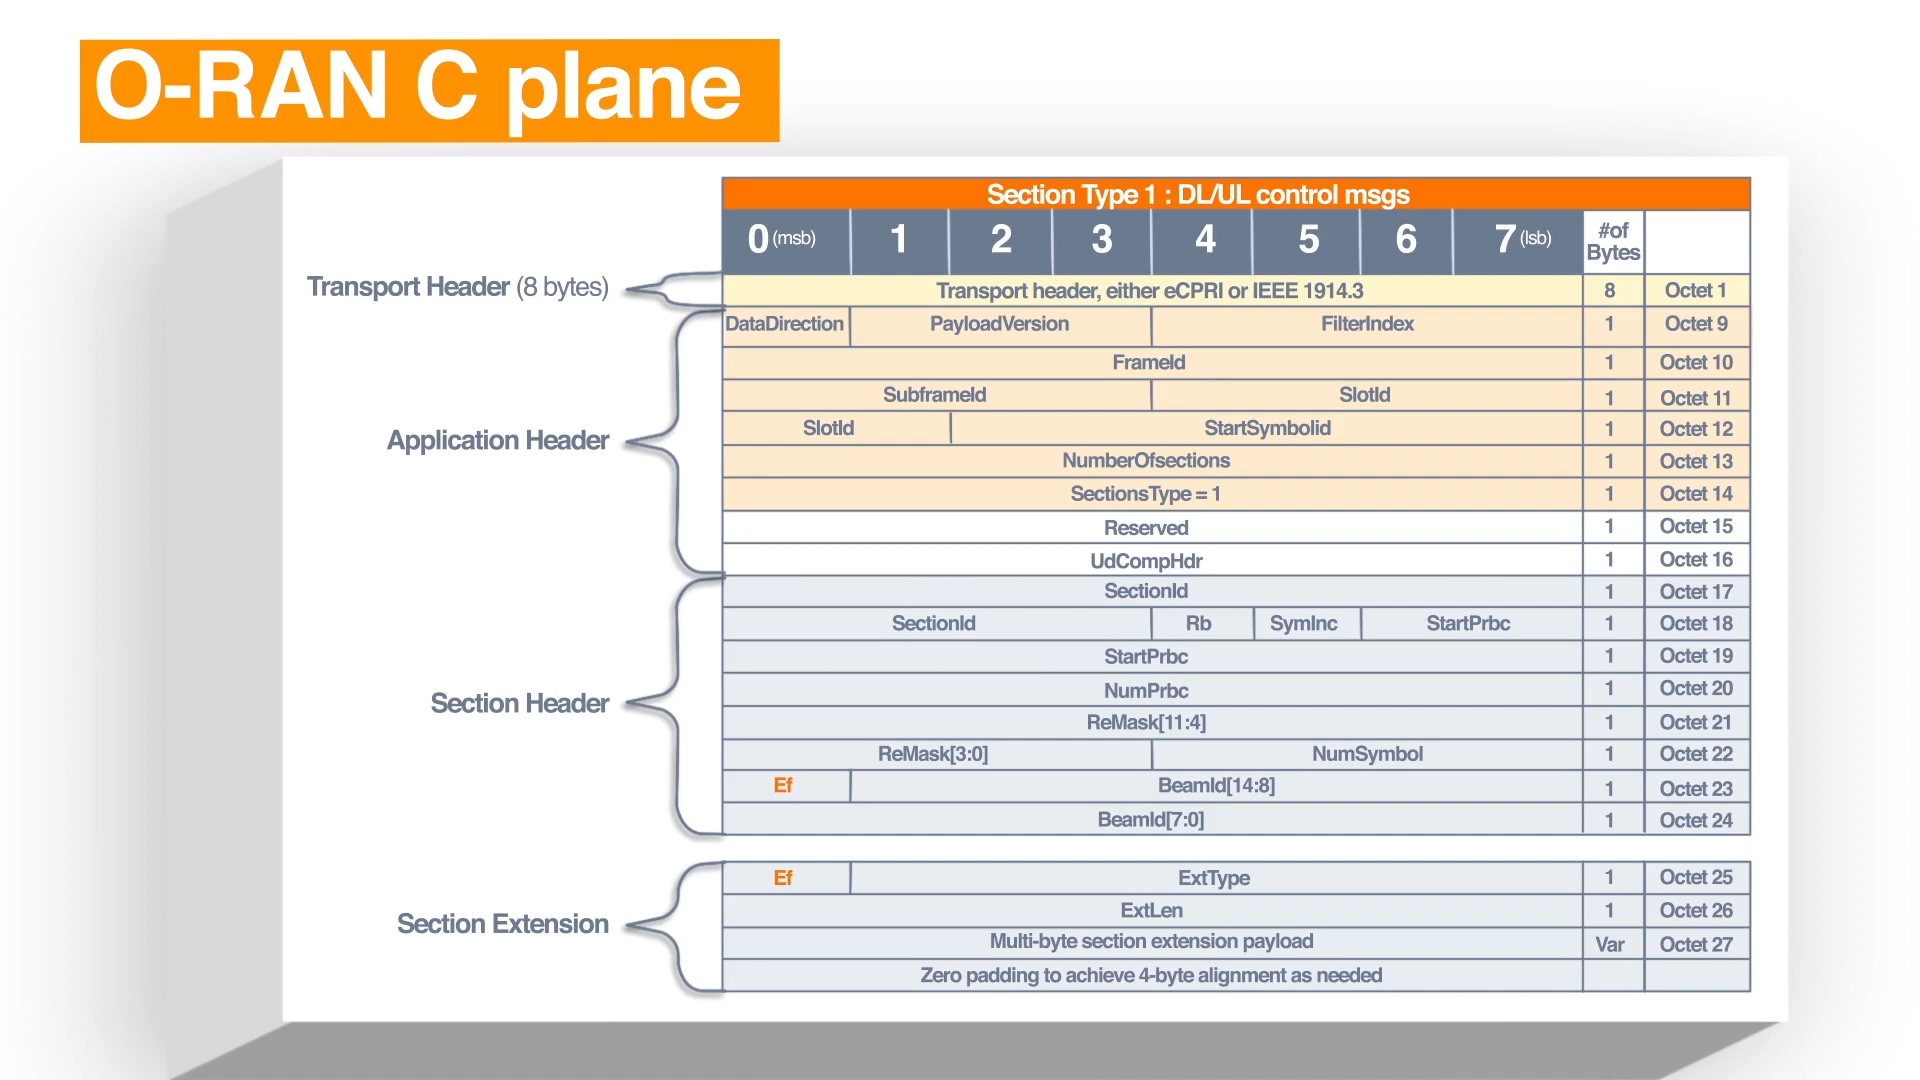 O-RAN C plane
Section Type 1 : DL/UL control msgs
0 (msb) 1 2 3 4 5 6 7 (lsb) #of Bytes
Transport Header (8 bytes)
Transport header, either eCPRI or IEEE 1914.3 8 Octet 1
DataDirection PayloadVersion FilterIndex 1 Octet 9
FrameId 1 Octet 10
SubframeId SlotId 1 Octet 11
SlotId StartSymbolid 1 Octet 12
Application Header
NumberOfsections 1 Octet 13
SectionsType = 1 1 Octet 14
Reserved 1 Octet 15
UdCompHdr 1 Octet 16
SectionId 1 Octet 17
SectionId Rb SymInc StartPrbc 1 Octet 18
StartPrbc 1 Octet 19
NumPrbc 1 Octet 20
Section Header
ReMask[11:4] 1 Octet 21
ReMask[3:0] NumSymbol 1 Octet 22
Ef BeamId[14:8] 1 Octet 23
BeamId[7:0] 1 Octet 24
Ef ExtType 1 Octet 25
ExtLen 1 Octet 26
Section Extension
Multi-byte section extension payload Var Octet 27
Zero padding to achieve 4-byte alignment as needed